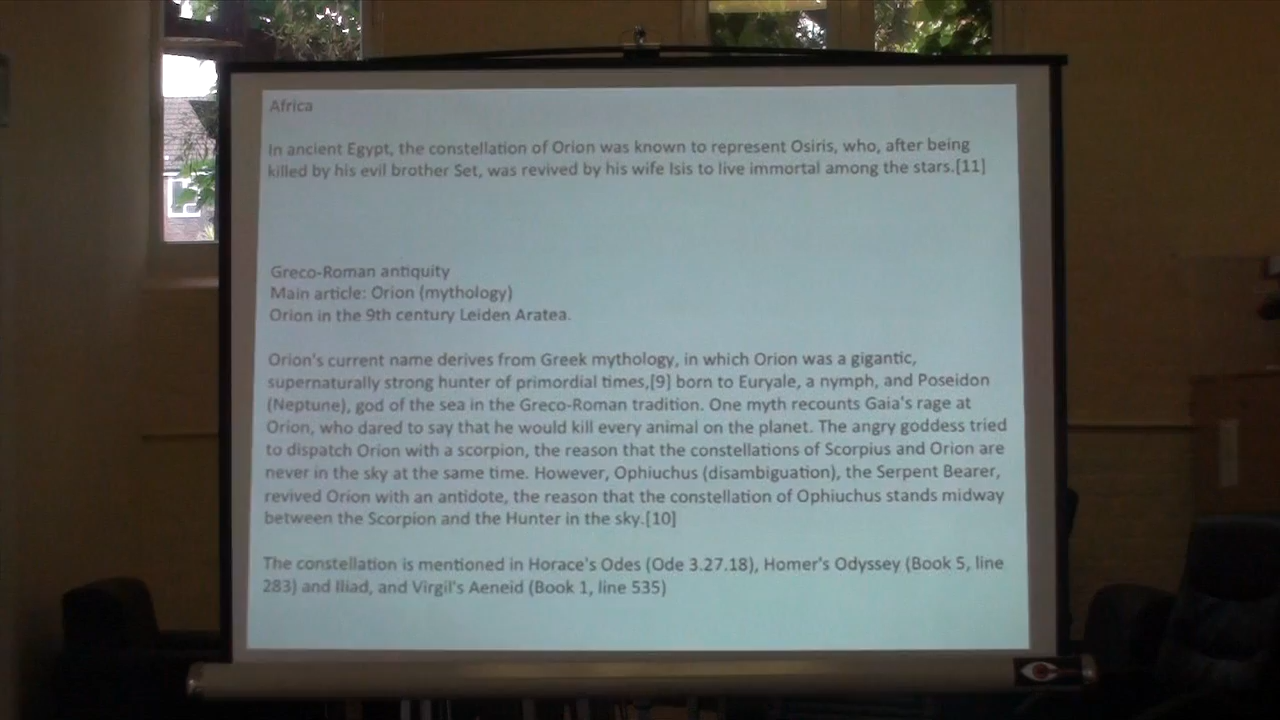 Africa
In ancient Egypt, the constellation of Orion was known to represent Osiris, who, after being
killed by his evil brother Set, was revived by his wife Isis to live immortal among the stars.[11]
Greco-Roman antiquity
Main article: Orion (mythology)
Orion in the 9th century Leiden Aratea.
Orion's current name derives from Greek mythology, in which Orion was a gigantic,
supernaturally strong hunter of primordial times,[9] born to Euryale, a nymph, and Poseidon
(Neptune), god of the sea in the Greco-Roman tradition. One myth recounts Gaia's rage at
Orion, who dared to say that he would kill every animal on the planet. The angry goddess tried
to dispatch Orion with a scorpion, the reason that the constellations of Scorpius and Orion are
never in the sky at the same time. However, Ophiuchus (disambiguation), the Serpent Bearer,
revived Orion with an antidote, the reason that the constellation of Ophiuchus stands midway
between the Scorpion and the Hunter in the sky.[10]
The constellation is mentioned in Horace's Odes (Ode 3.27.18), Homer's Odyssey (Book 5, line
283) and Iliad, and Virgil's Aeneid (Book 1, line 535)